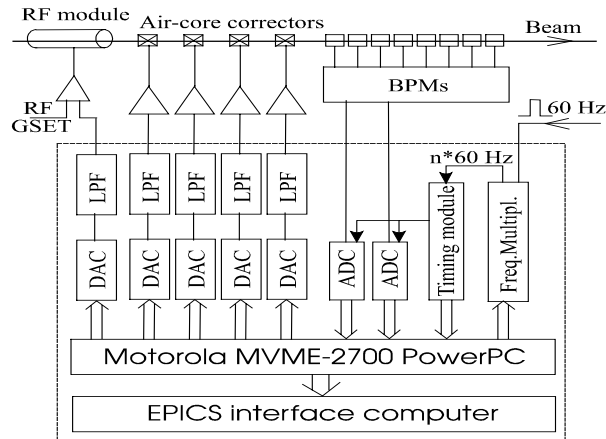 RF module
Air-core correctors
Beam
BPMs
RF
GSET
60 Hz
n*60 Hz
LPF
LPF
LPF
LPF
LPF
DAC
DAC
DAC
DAC
DAC
ADC
ADC
Timing module
Freq.Multipl.
Motorola MVME-2700 PowerPC
EPICS interface computer